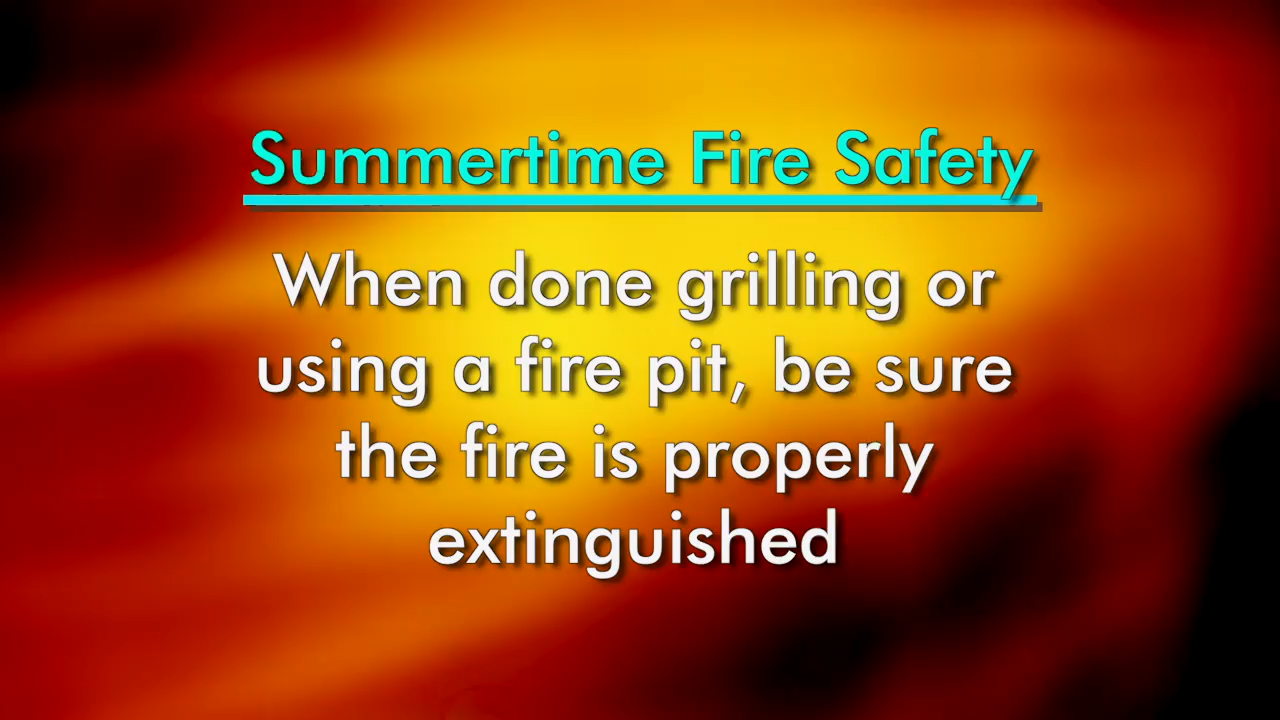 Summertime Fire Safety
When done grilling or
using a fire pit, be sure
the fire is properly
extinguished